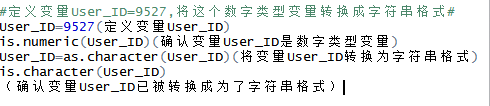 #定义变量User_ID=9527,将这个数字类型变量转换成字符串格式#
User_ID=9527(定义变量User_ID)
is.numeric(User_ID)(确认变量User_ID是数字类型变量)
User_ID=as.character(User_ID)(将变量User_ID转换为字符串格式)
is.character(User_ID)
（确认变量User_ID已被转换成为了字符串格式）